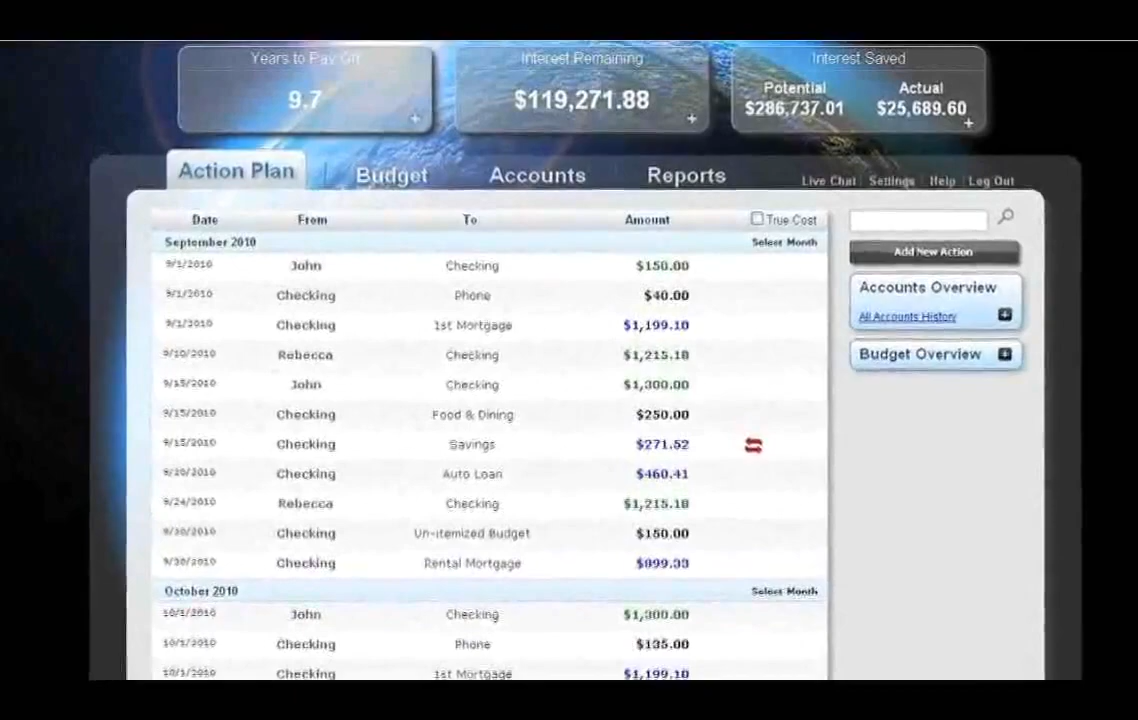 Years to Pay Off
Interest Remaining
Interest Saved
9.7
$119,271.88
Potential
Actual
$286,737.01
$25,689.60
+
+
+
Action Plan
Budget
Accounts
Reports
Live Chat | Settings | Help | Log Out
Date From To Amount True Cost
September 2010 Select Month
9/1/2010 John Checking $150.00
9/1/2010 Checking Phone $40.00
9/1/2010 Checking 1st Mortgage $1,199.10
9/10/2010 Rebecca Checking $1,215.18
9/15/2010 John Checking $1,300.00
9/15/2010 Checking Food & Dining $250.00
9/15/2010 Checking Savings $271.52
9/20/2010 Checking Auto Loan $460.41
9/24/2010 Rebecca Checking $1,215.18
9/30/2010 Checking Un-itemized Budget $150.00
9/30/2010 Checking Rental Mortgage
October 2010 Select Month
10/1/2010 John Checking $1,300.00
10/1/2010 Checking Phone $135.00
10/1/2010 Checking 1st Mortgage $1,199.10
Add New Action
Accounts Overview
All Accounts History
Budget Overview